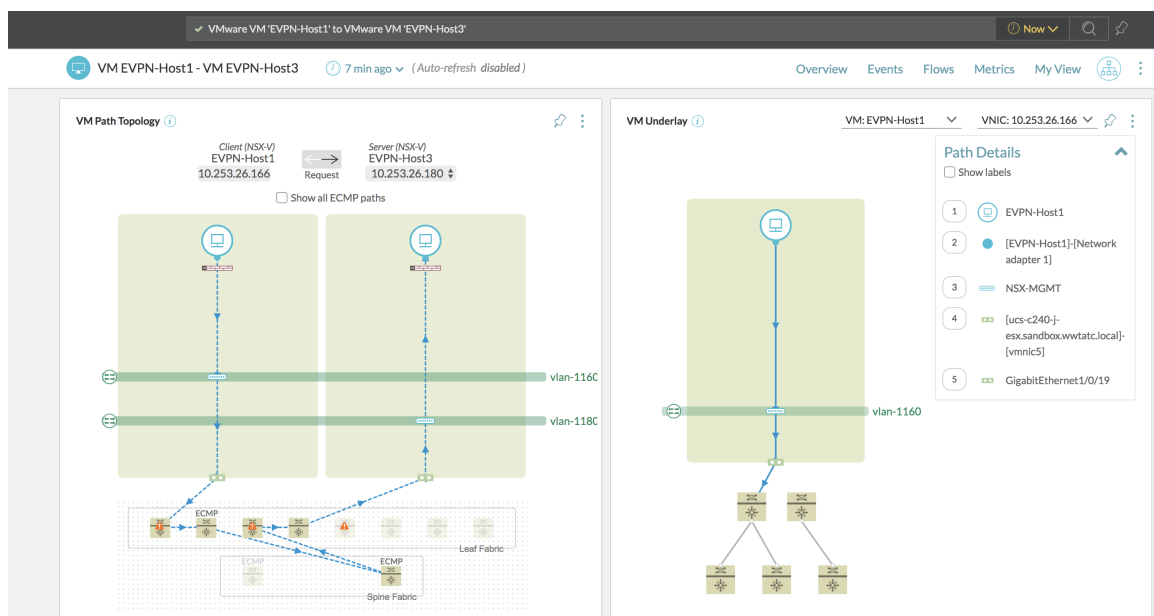 VMware VM 'EVPN-Host1' to VMware VM 'EVPN-Host3'
Now
VM EVPN-Host1 - VM EVPN-Host3
7 min ago
(Auto-refresh disabled)
Overview
Events
Flows
Metrics
My View
VM Path Topology
Client (NSX-V)
EVPN-Host1
10.253.26.166
Request
Server (NSX-V)
EVPN-Host3
10.253.26.180
Show all ECMP paths
vlan-1160
vlan-1180
ECMP
Leaf Fabric
ECMP
ECMP
Spine Fabric
VM Underlay
VM: EVPN-Host1
VNIC: 10.253.26.166
vlan-1160
Path Details
Show labels
1
EVPN-Host1
2
[EVPN-Host1]-[Network
adapter 1]
3
NSX-MGMT
4
[ucs-c240-j-
esx.sandbox.wwtatc.local]-
[vmnic5]
5
GigabitEthernet1/0/19